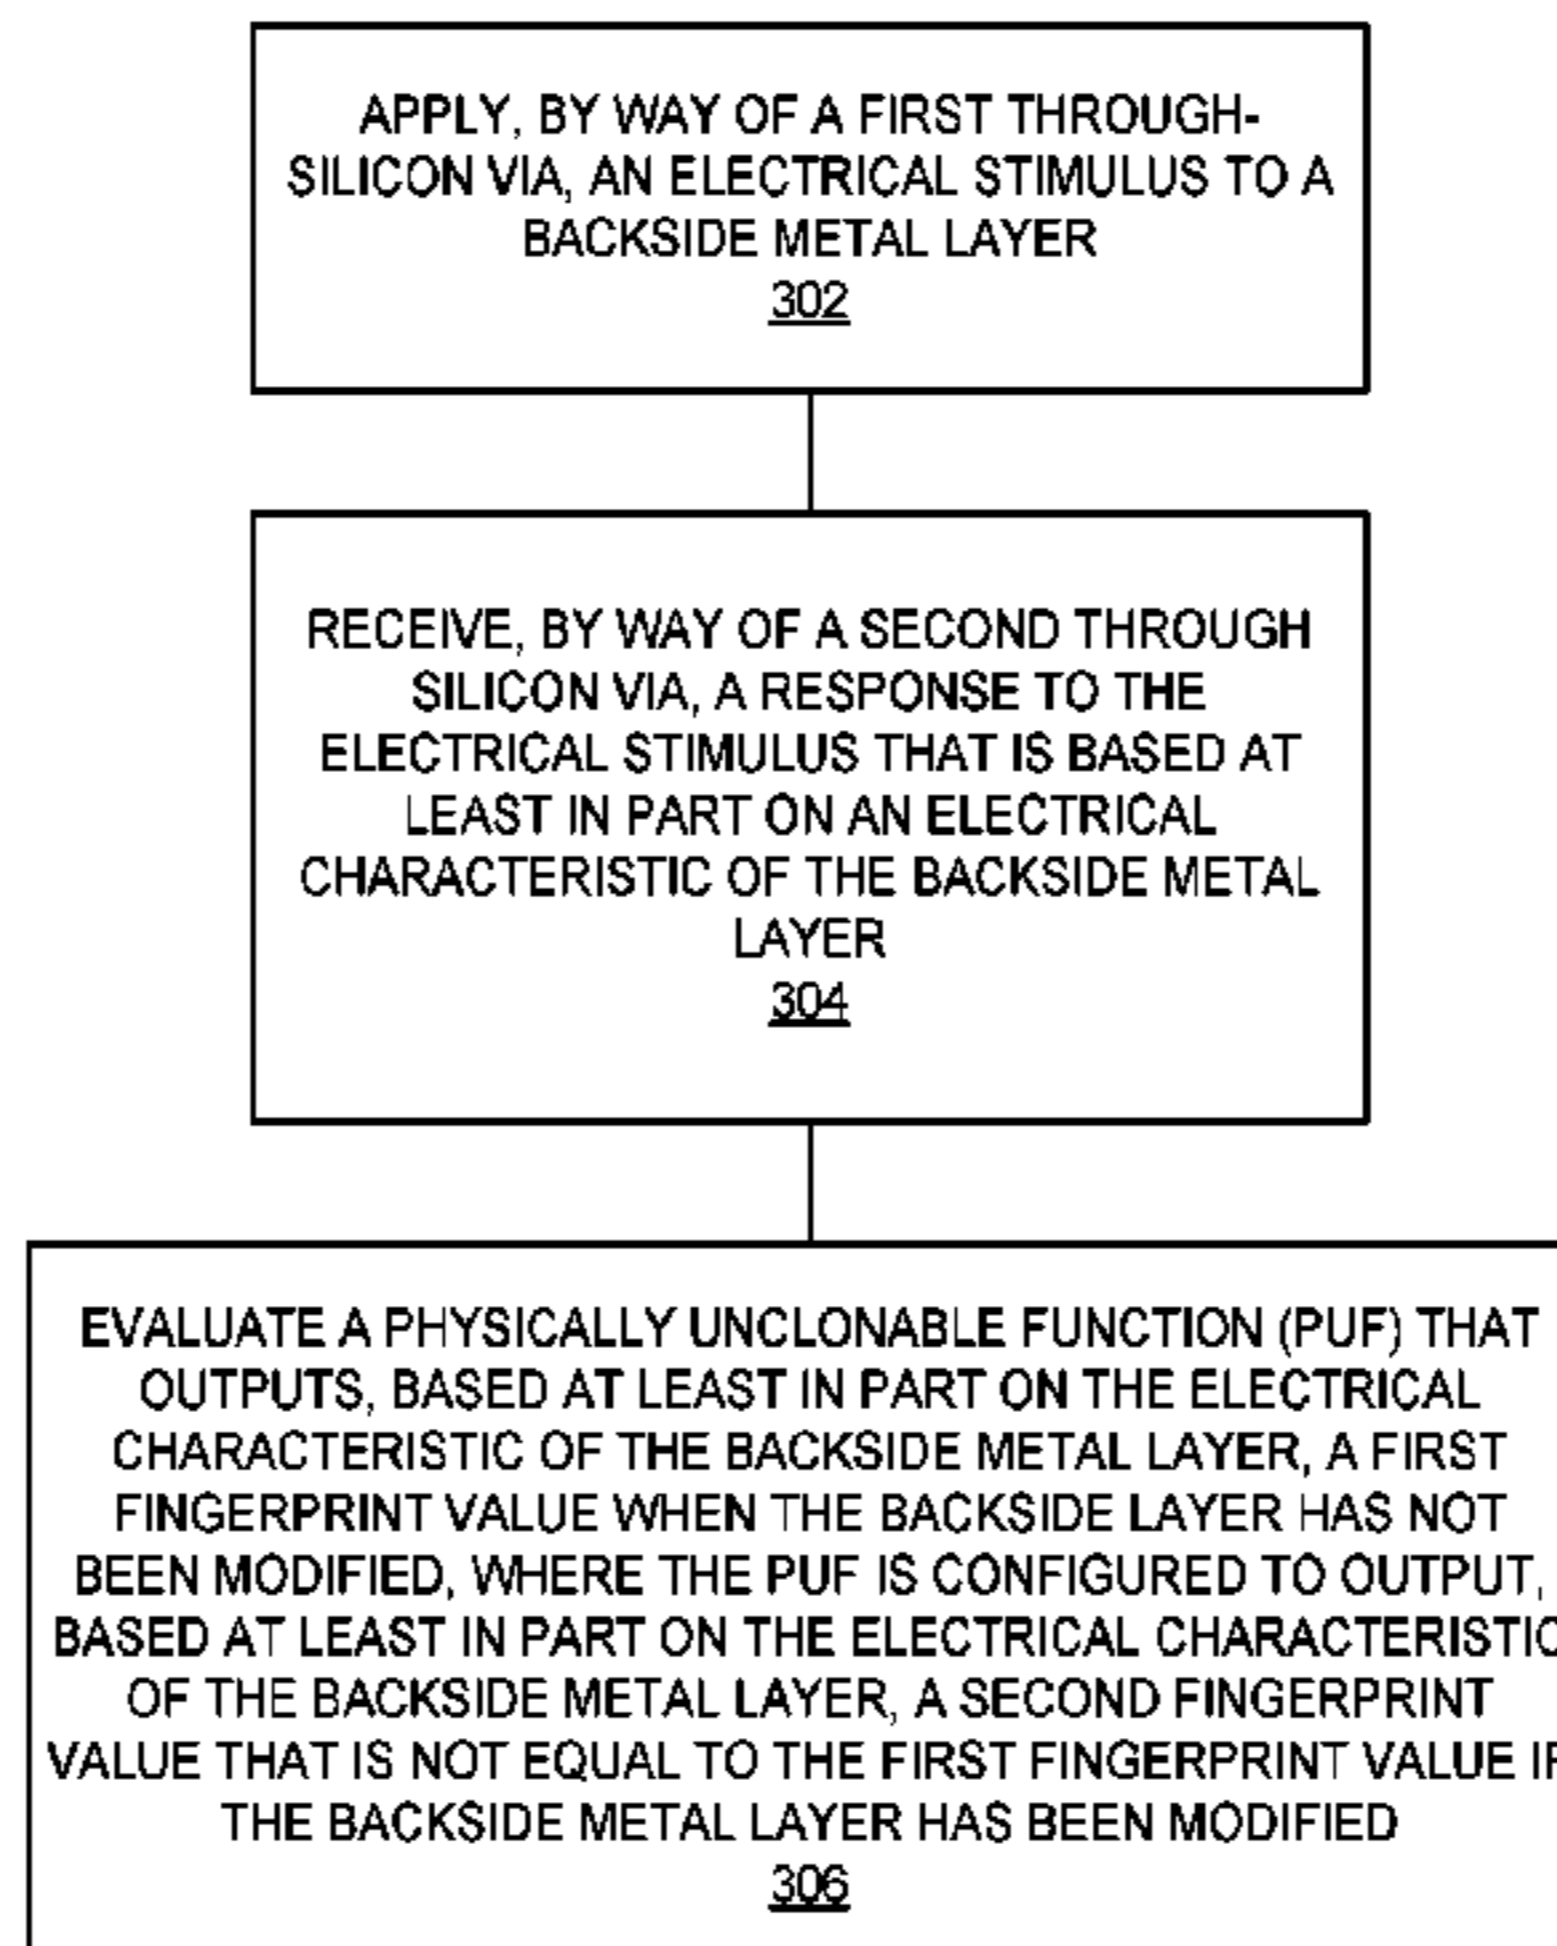 APPLY, BY WAY OF A FIRST THROUGH-
SILICON VIA, AN ELECTRICAL STIMULUS TO A
BACKSIDE METAL LAYER
302
RECEIVE, BY WAY OF A SECOND THROUGH
SILICON VIA, A RESPONSE TO THE
ELECTRICAL STIMULUS THAT IS BASED AT
LEAST IN PART ON AN ELECTRICAL
CHARACTERISTIC OF THE BACKSIDE METAL
LAYER
304
EVALUATE A PHYSICALLY UNCLONABLE FUNCTION (PUF) THAT
OUTPUTS, BASED AT LEAST IN PART ON THE ELECTRICAL
CHARACTERISTIC OF THE BACKSIDE METAL LAYER, A FIRST
FINGERPRINT VALUE WHEN THE BACKSIDE LAYER HAS NOT
BEEN MODIFIED, WHERE THE PUF IS CONFIGURED TO OUTPUT,
BASED AT LEAST IN PART ON THE ELECTRICAL CHARACTERISTIC
OF THE BACKSIDE METAL LAYER, A SECOND FINGERPRINT
VALUE THAT IS NOT EQUAL TO THE FIRST FINGERPRINT VALUE IF
THE BACKSIDE METAL LAYER HAS BEEN MODIFIED
306